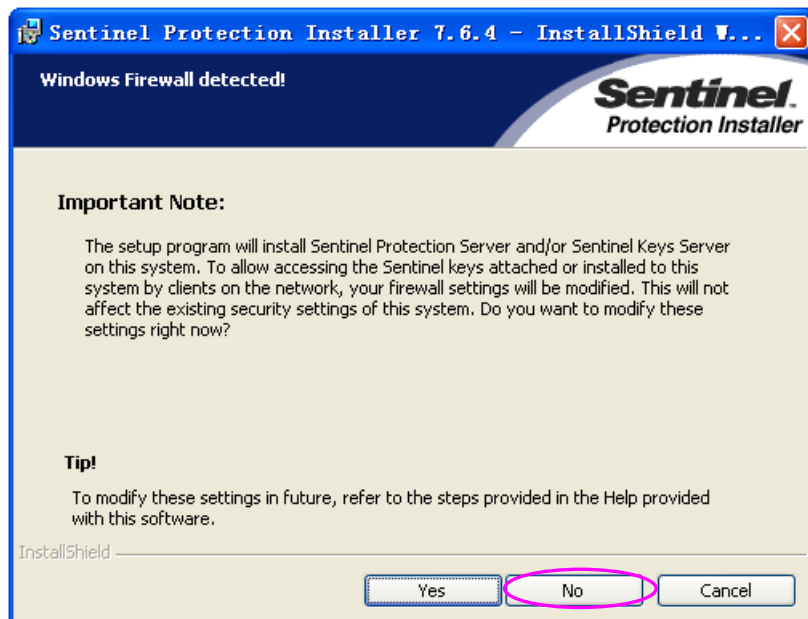 Sentinel Protection Installer 7.6.4 - InstallShield W...
Windows Firewall detected!
Sentinel.
Protection Installer
Important Note:
The setup program will install Sentinel Protection Server and/or Sentinel Keys Server
on this system. To allow accessing the Sentinel keys attached or installed to this
system by clients on the network, your firewall settings will be modified. This will not
affect the existing security settings of this system. Do you want to modify these
settings right now?
Tip!
To modify these settings in future, refer to the steps provided in the Help provided
with this software.
InstallShield
Yes
No
Cancel